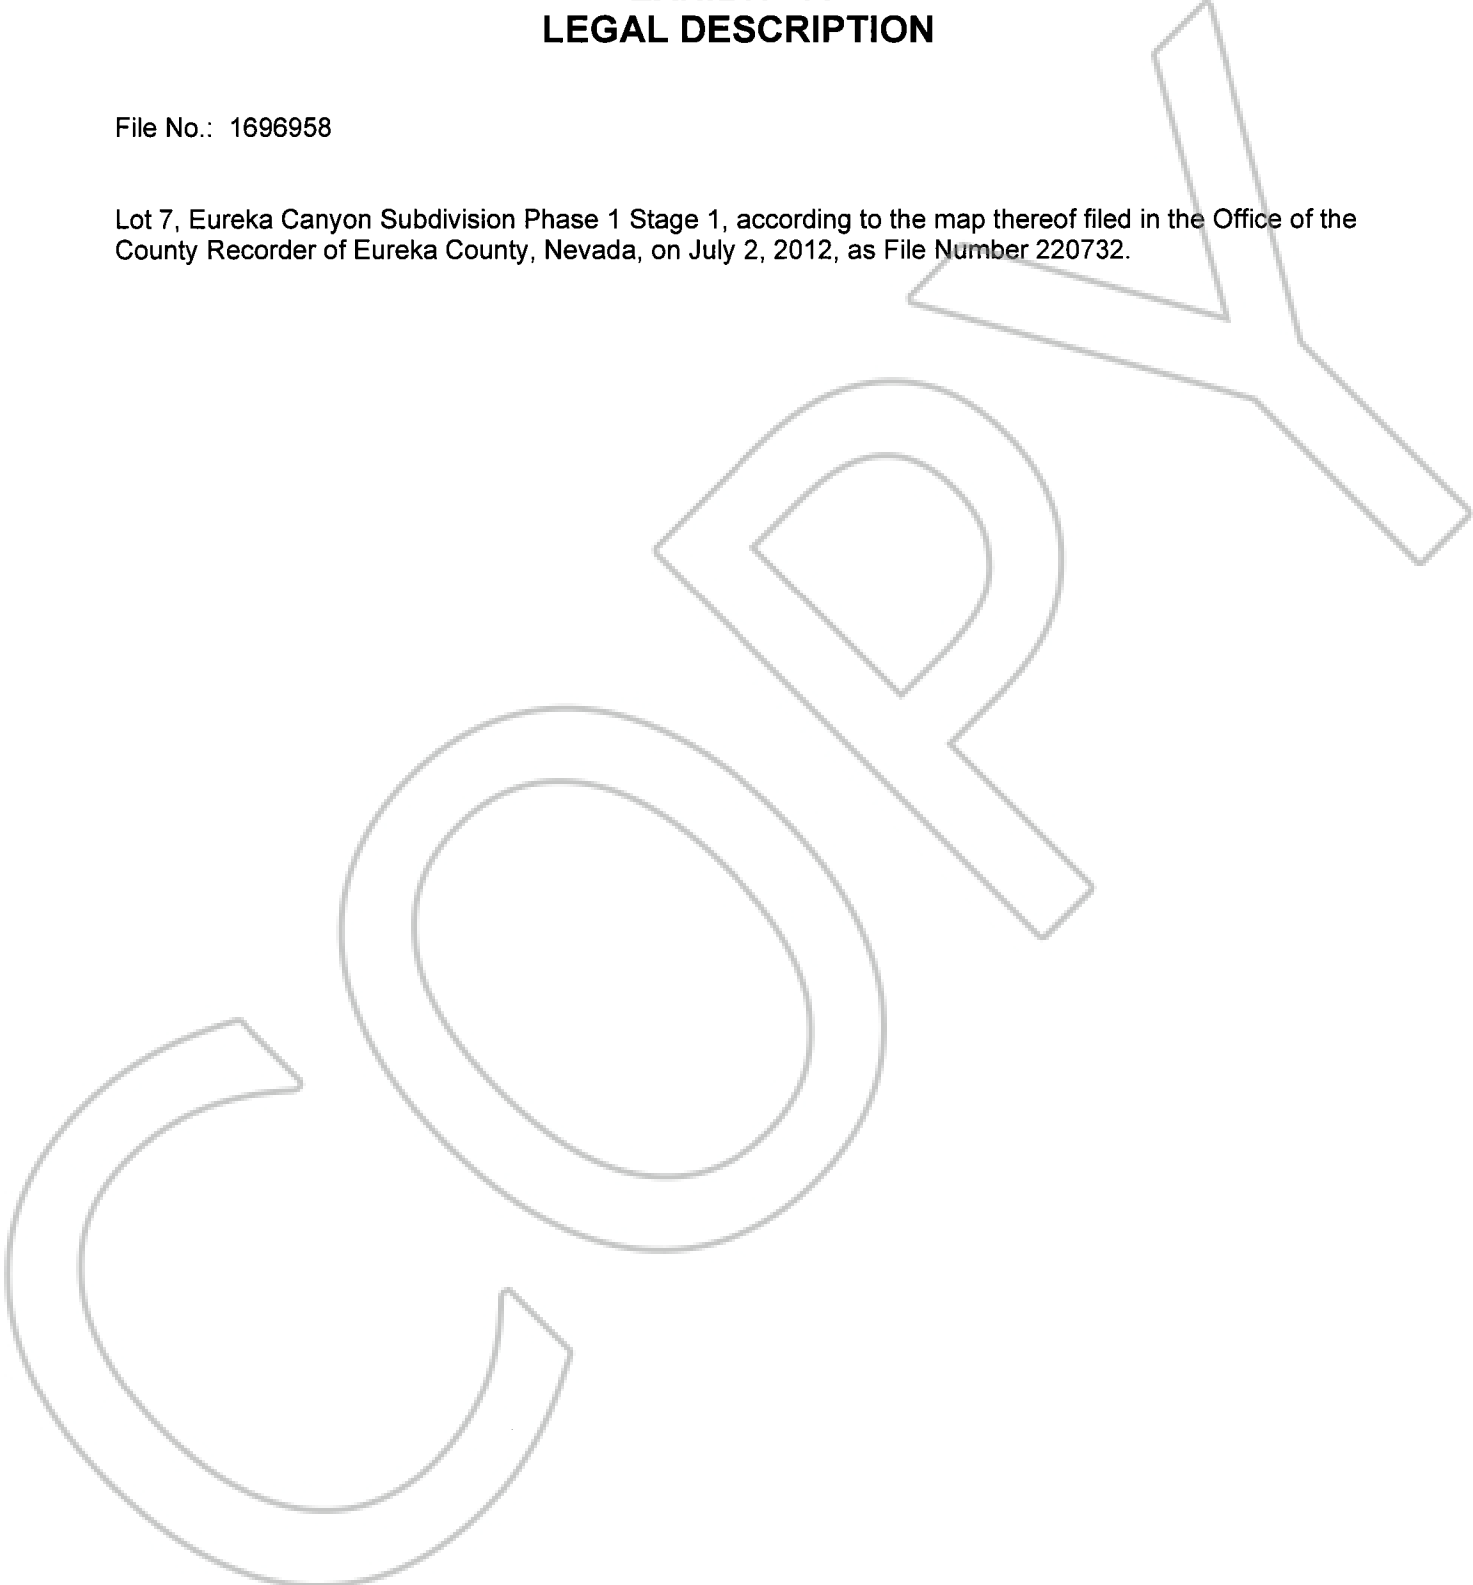 LEGAL DESCRIPTION
File No.: 1696958
Lot 7, Eureka Canyon Subdivision Phase 1 Stage 1, according to the map thereof filed in the Office of the
County Recorder of Eureka County, Nevada, on July 2, 2012, as File Number 220732.
COPY